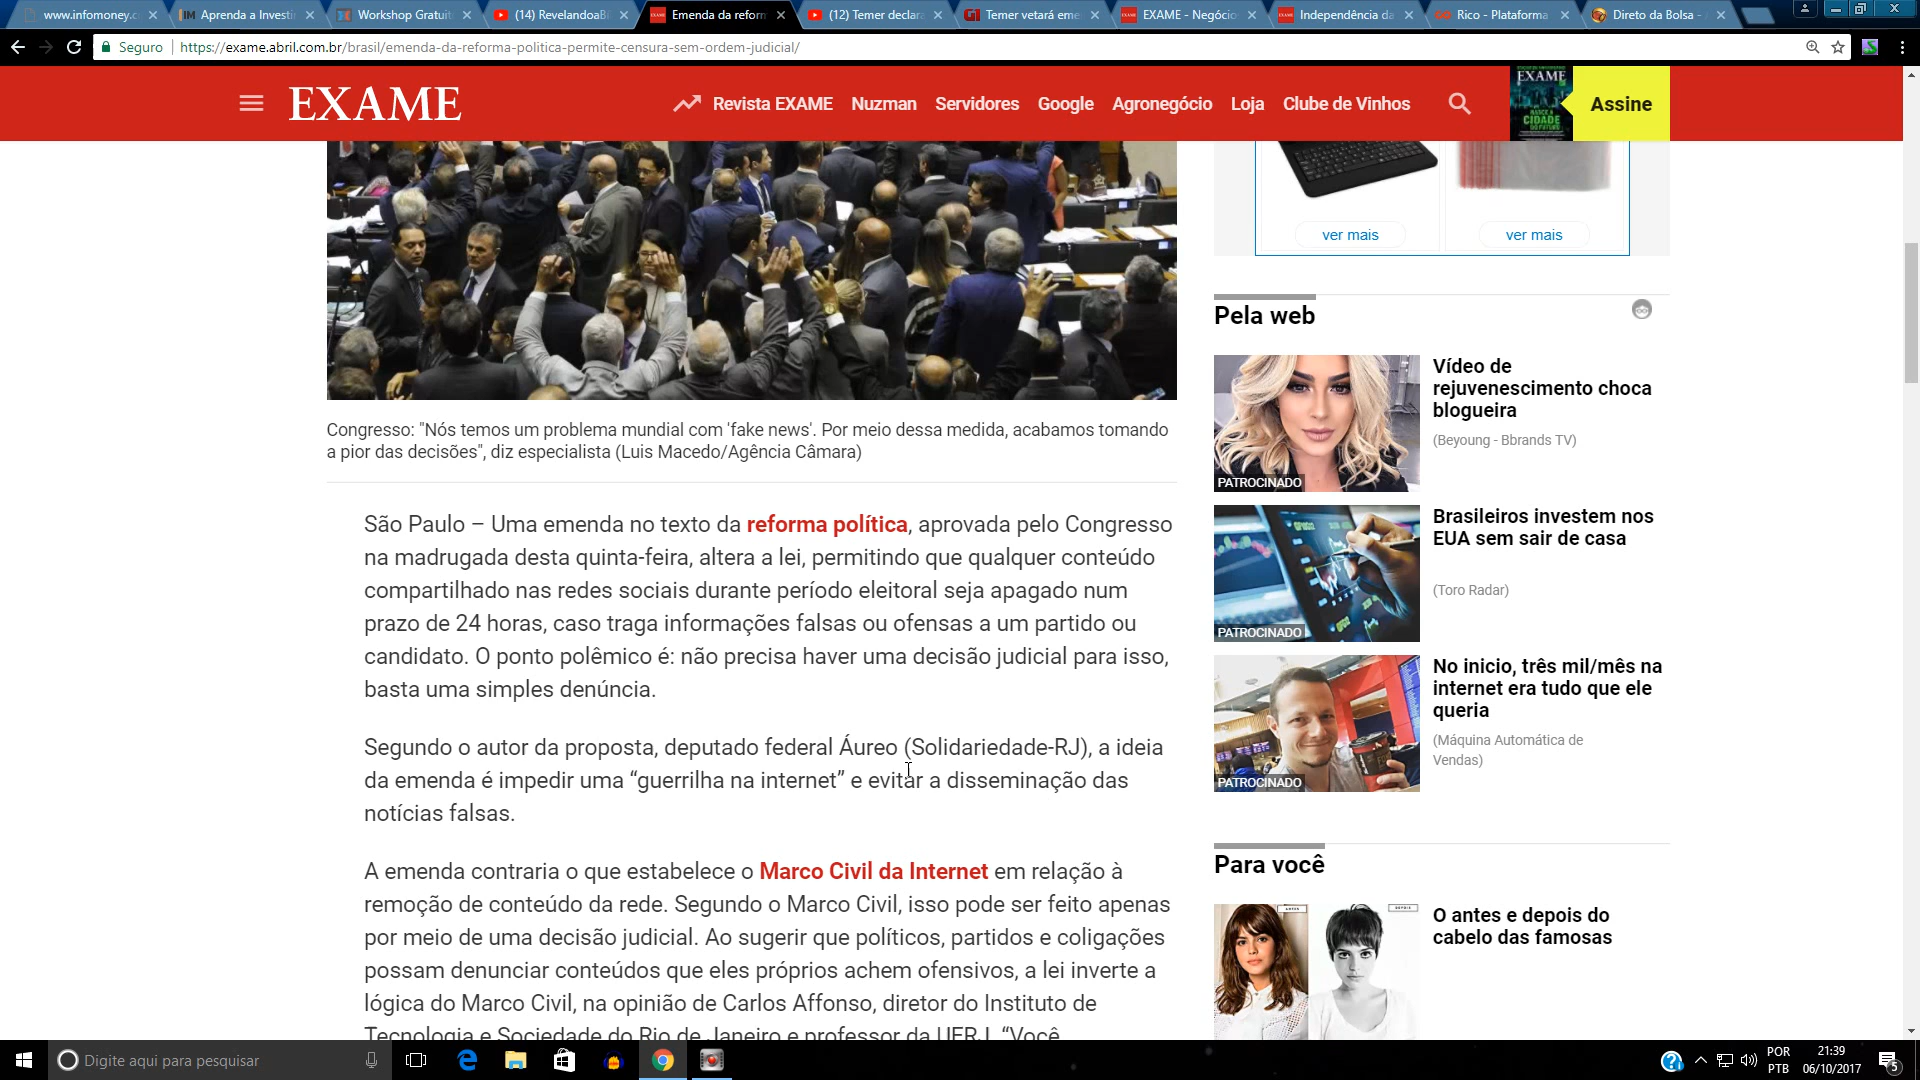 www.infomoney.c
Aprenda a Investi
Workshop Gratuit
(14) RevelandoaB
Emenda da reforn
(12) Temer declar
Temer vetará eme
EXAME - Negócio
Independência da
Rico - Plataforma
Direto da Bolsa -
Seguro
https://exame.abril.com.br/brasil/emenda-da-reforma-politica-permite-censura-sem-ordem-judicial/
EXAME
Revista EXAME Nuzman Servidores Google Agronegócio Loja Clube de Vinhos
EXAME
Assine
ver mais
ver mais
Congresso: "Nós temos um problema mundial com 'fake news'. Por meio dessa medida, acabamos tomando
a pior das decisões", diz especialista (Luis Macedo/Agência Câmara)
São Paulo – Uma emenda no texto da reforma política, aprovada pelo Congresso
na madrugada desta quinta-feira, altera a lei, permitindo que qualquer conteúdo
compartilhado nas redes sociais durante período eleitoral seja apagado num
prazo de 24 horas, caso traga informações falsas ou ofensas a um partido ou
candidato. O ponto polêmico é: não precisa haver uma decisão judicial para isso,
basta uma simples denúncia.
Segundo o autor da proposta, deputado federal Áureo (Solidariedade-RJ), a ideia
da emenda é impedir uma “guerrilha na internet” e evitar a disseminação das
notícias falsas.
A emenda contraria o que estabelece o Marco Civil da Internet em relação à
remoção de conteúdo da rede. Segundo o Marco Civil, isso pode ser feito apenas
por meio de uma decisão judicial. Ao sugerir que políticos, partidos e coligações
possam denunciar conteúdos que eles próprios achem ofensivos, a lei inverte a
lógica do Marco Civil, na opinião de Carlos Affonso, diretor do Instituto de
Tecnologia e Sociedade do Rio de Janeiro e professor da UERJ. “Você
Pela web
Vídeo de
rejuvenescimento choca
blogueira
(Beyoung - Bbrands TV)
PATROCINADO
Brasileiros investem nos
EUA sem sair de casa
(Toro Radar)
PATROCINADO
No inicio, três mil/mês na
internet era tudo que ele
queria
(Máquina Automática de
Vendas)
PATROCINADO
Para você
O antes e depois do
cabelo das famosas
Digite aqui para pesquisar
POR
PTB
21:39
06/10/2017
5